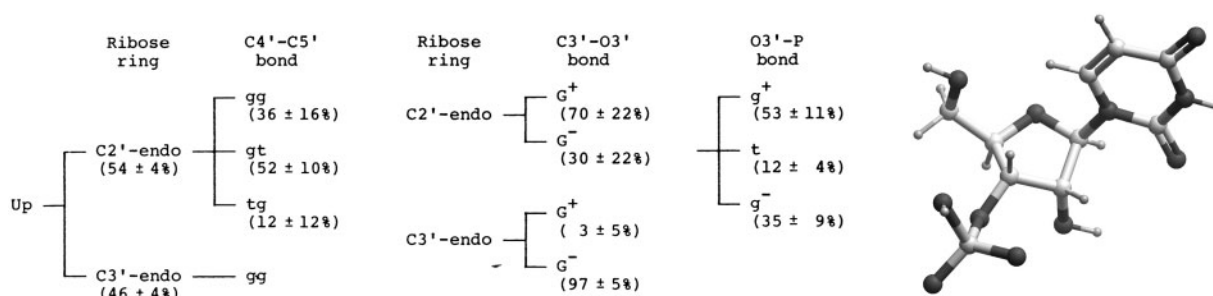 Ribose C4'-C5' Ribose C3'-O3' O3'-P
ring bond ring bond bond
gg G+ g+
(36 ± 16%) C2'-endo (70 ± 22%) (53 ± 11%)
C2'-endo gt G- t
(54 ± 4%) (52 ± 10%) (30 ± 22%) (12 ± 4%)
Up tg G+ g-
(12 ± 12%) C3'-endo ( 3 ± 5%) (35 ± 9%)
C3'-endo gg G-
(46 ± 4%) (97 ± 5%)